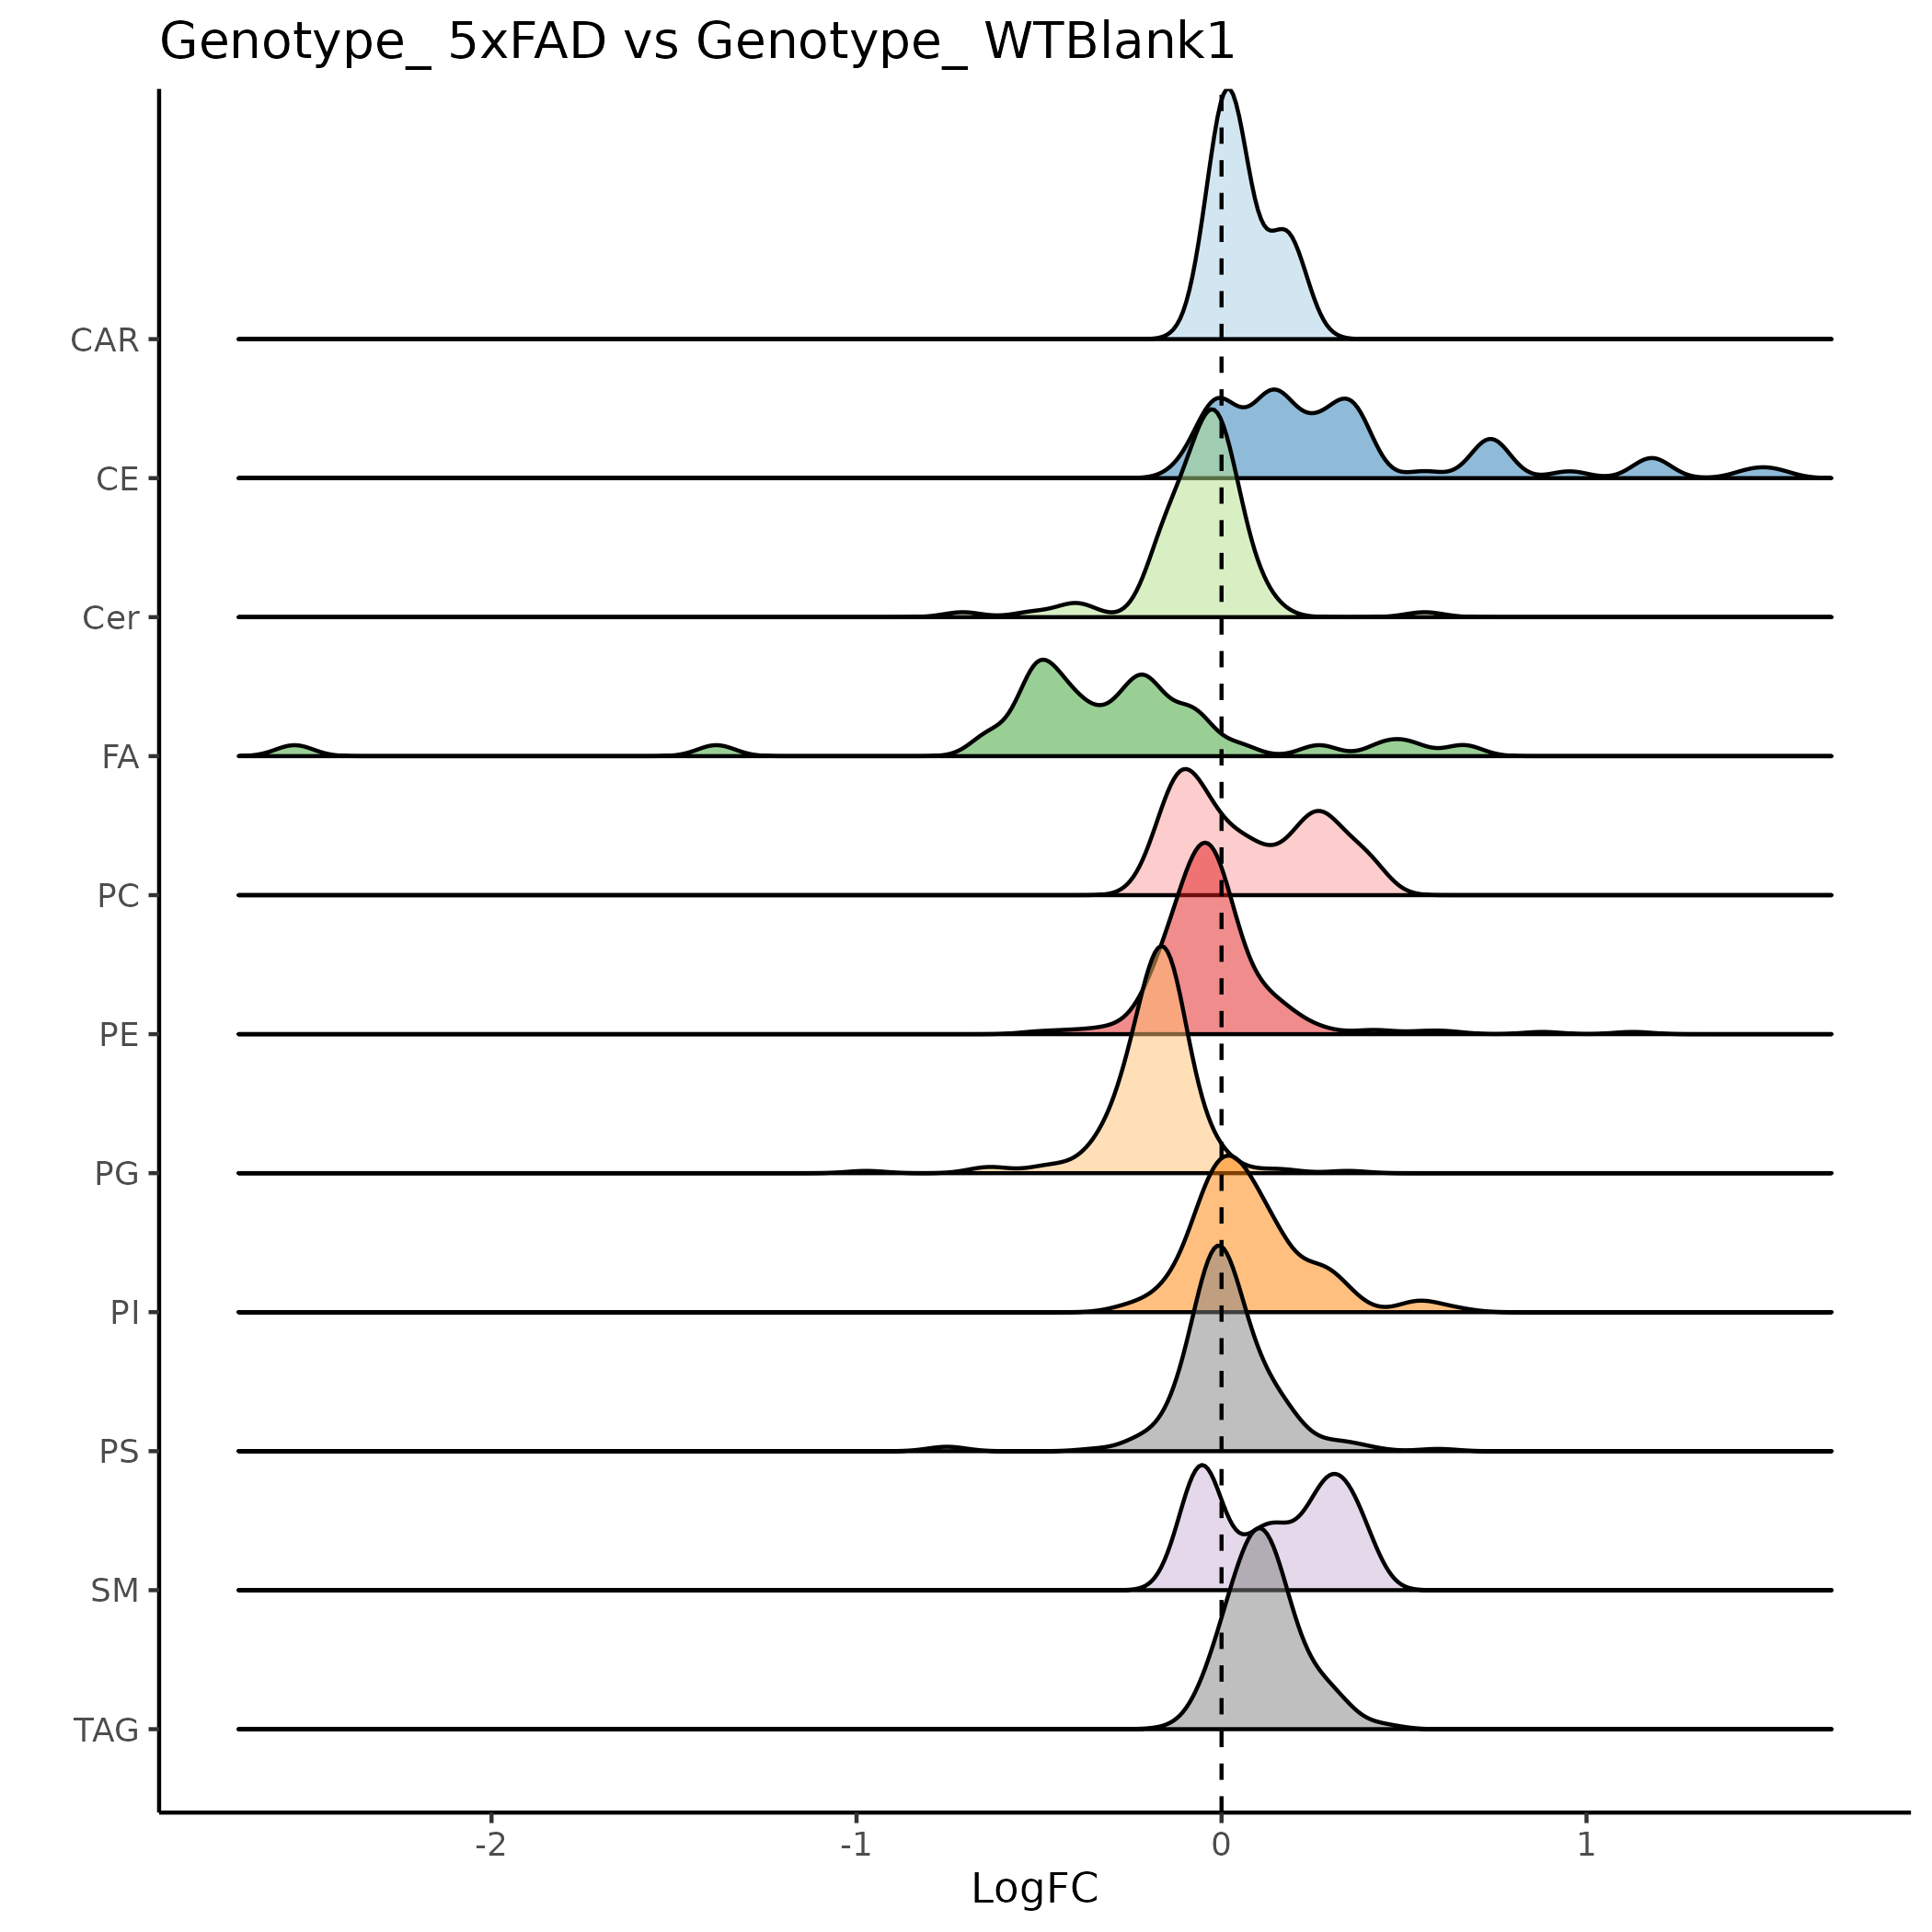 Genotype_ 5xFAD vs Genotype_ WTBlank1
CAR
CE
Cer
FA
PC
PE
PG
PI
PS
SM
TAG
-2 -1 0 1
LogFC